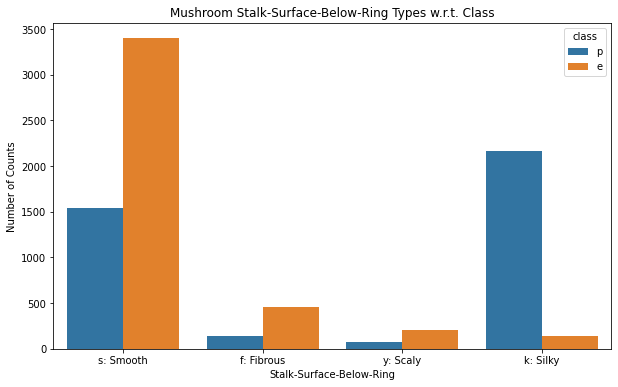 Mushroom Stalk-Surface-Below-Ring Types w.r.t. Class
class
p
e
3500
3000
2500
2000
1500
1000
500
0
Number of Counts
s: Smooth
f: Fibrous
y: Scaly
k: Silky
Stalk-Surface-Below-Ring